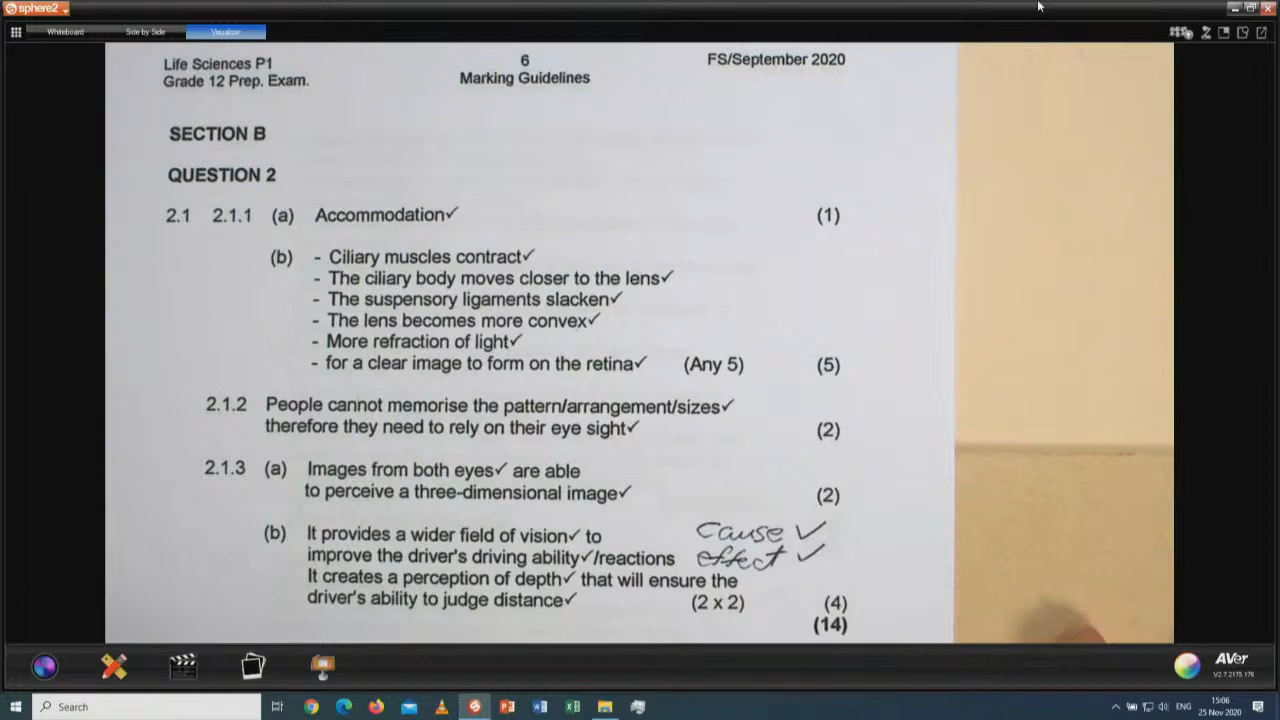 sphere2
Whiteboard Side by Side Visualizer
Life Sciences P1 6 FS/September 2020
Grade 12 Prep. Exam. Marking Guidelines
SECTION B
QUESTION 2
2.1 2.1.1 (a) Accommodation✓ (1)
(b) - Ciliary muscles contract✓
- The ciliary body moves closer to the lens✓
- The suspensory ligaments slacken✓
- The lens becomes more convex✓
- More refraction of light✓
- for a clear image to form on the retina✓ (Any 5) (5)
2.1.2 People cannot memorise the pattern/arrangement/sizes✓
therefore they need to rely on their eye sight✓ (2)
2.1.3 (a) Images from both eyes✓ are able
to perceive a three-dimensional image✓ (2)
(b) It provides a wider field of vision✓ to cause ✓
improve the driver's driving ability✓/reactions effect ✓
It creates a perception of depth✓ that will ensure the
driver's ability to judge distance✓ (2 x 2) (4)
(14)
AVer
V2.7.2175.178
Search
ENG
15:06
25 Nov 2020